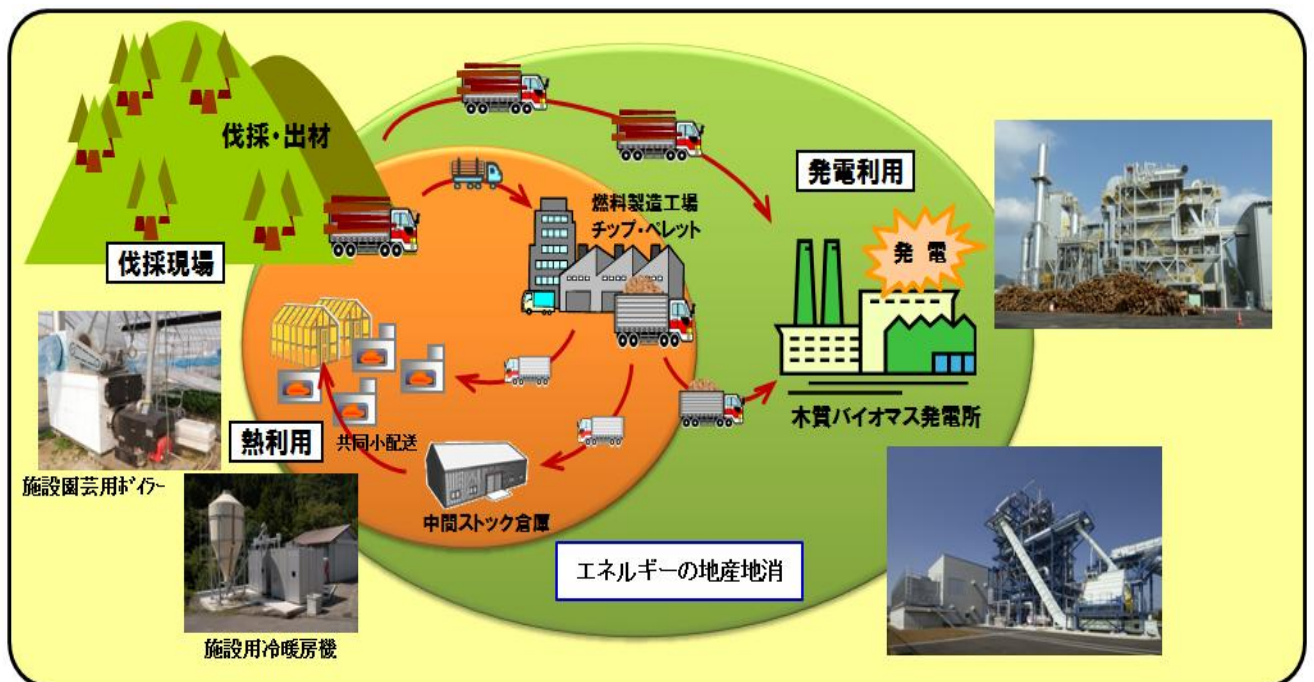 伐採・出材
伐採現場
燃料製造工場
チップ・ペレット
発電利用
発電
木質バイオマス発電所
熱利用
共同小配送
中間ストック倉庫
施設園芸用ﾎﾞｲﾗｰ
施設用冷暖房機
エネルギーの地産地消